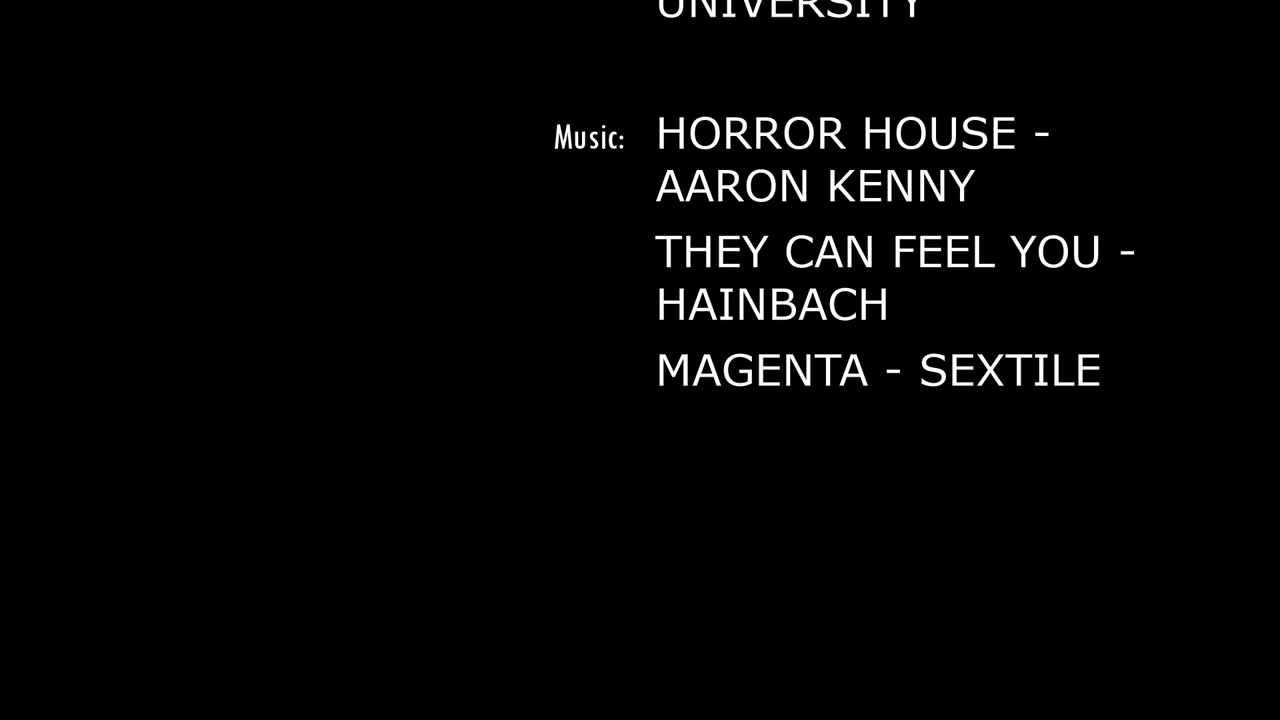 UNIVERSITY
Music: HORROR HOUSE -
AARON KENNY
THEY CAN FEEL YOU -
HAINBACH
MAGENTA - SEXTILE